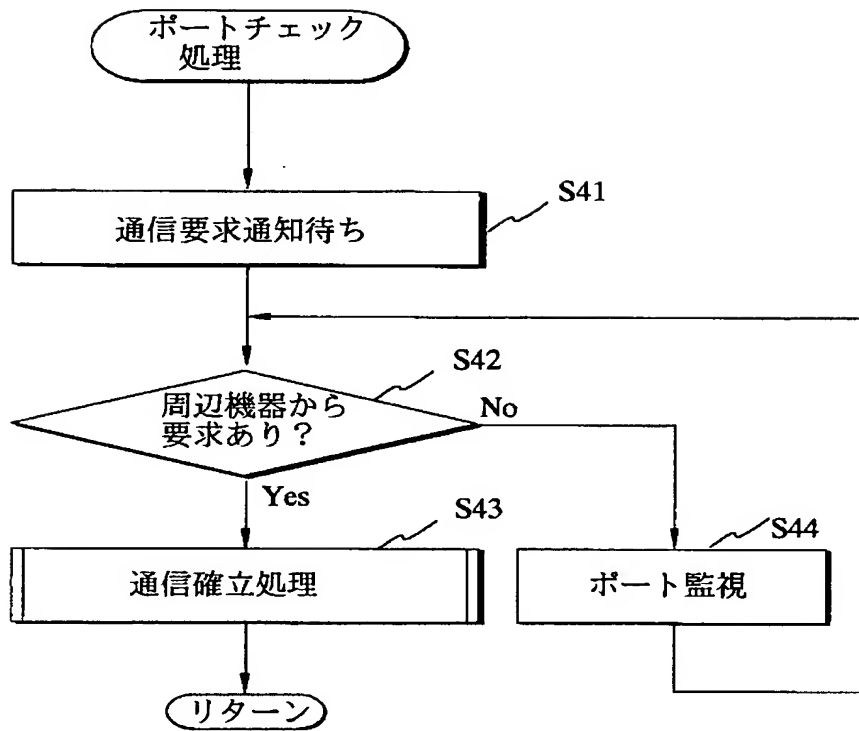 ポートチェック
処理
S41
通信要求通知待ち
S42
周辺機器から
要求あり？
No
Yes
S43
通信確立処理
S44
ポート監視
リターン